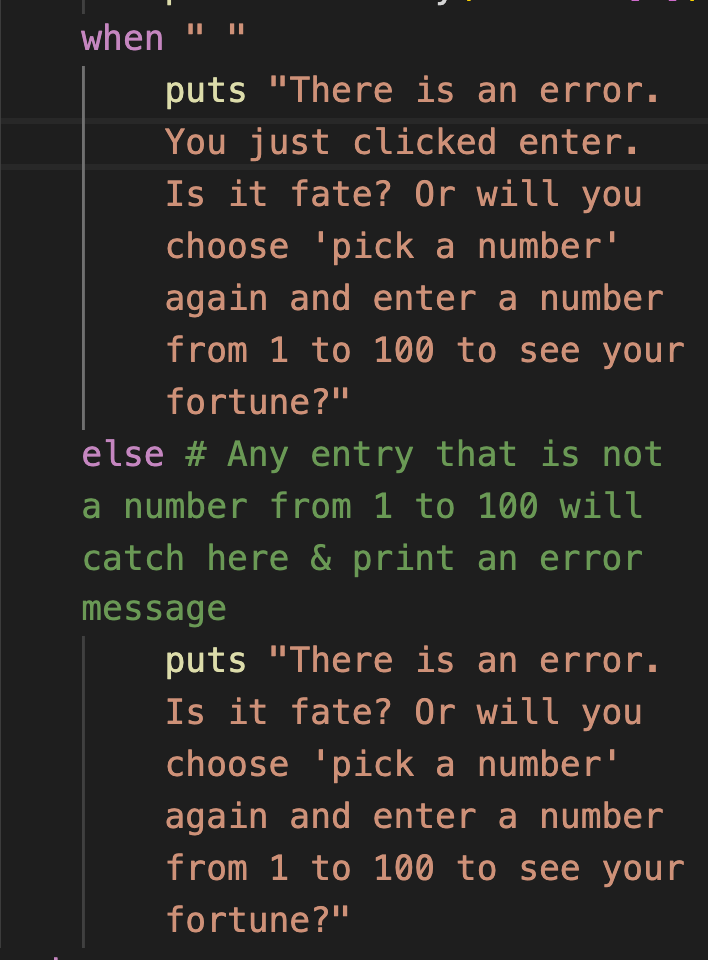 when " "
puts "There is an error.
You just clicked enter.
Is it fate? Or will you
choose 'pick a number'
again and enter a number
from 1 to 100 to see your
fortune?"
else # Any entry that is not
a number from 1 to 100 will
catch here & print an error
message
puts "There is an error.
Is it fate? Or will you
choose 'pick a number'
again and enter a number
from 1 to 100 to see your
fortune?"